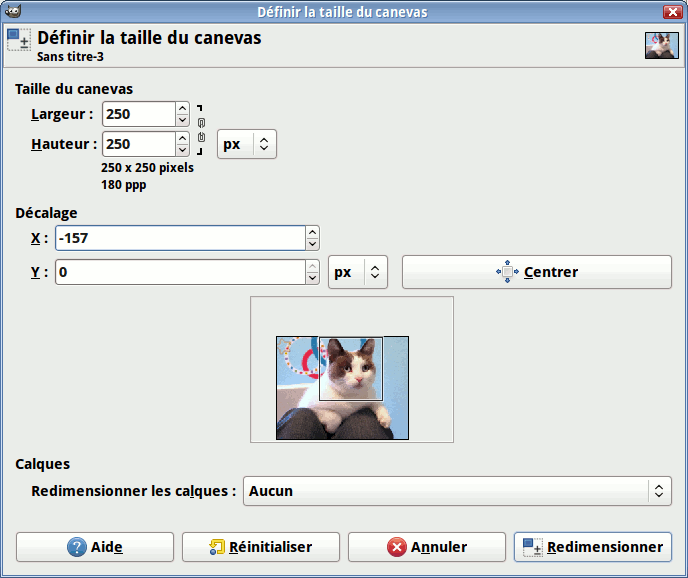 Définir la taille du canevas
Définir la taille du canevas
Sans titre-3
Taille du canevas
Largeur : 250
Hauteur : 250 px
250 x 250 pixels
180 ppp
Décalage
X : -157
Y : 0 px Centrer
Calques
Redimensionner les calques : Aucun
Aide Réinitialiser Annuler Redimensionner